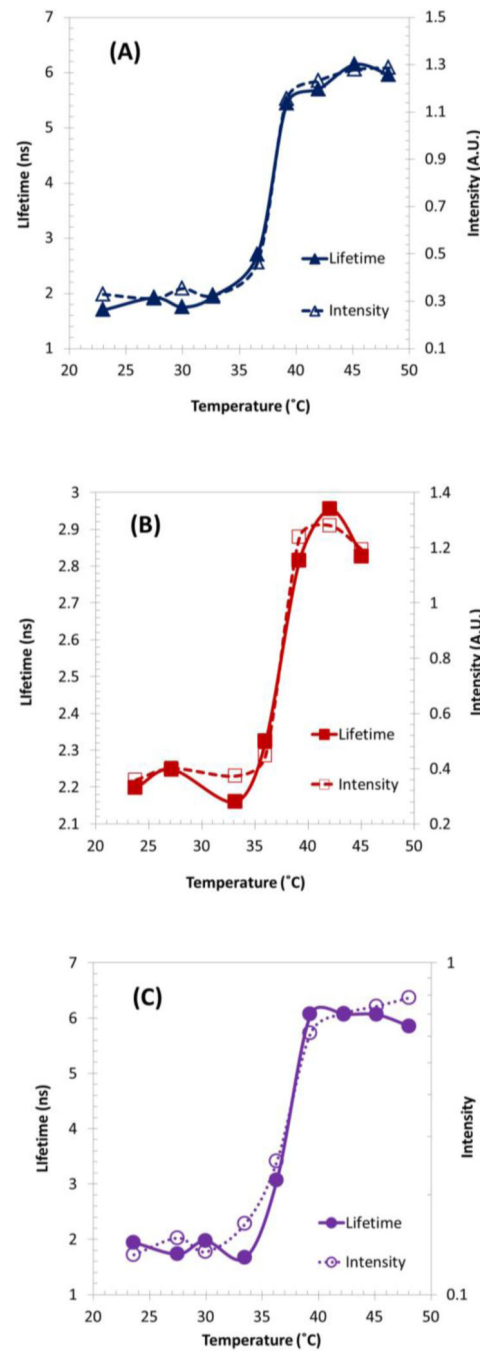 (A)
7
6
5
4
3
2
1
LIfetime (ns)
1.5
1.3
1.1
0.9
0.7
0.5
0.3
0.1
Intensity (A.U.)
Lifetime
Intensity
20 25 30 35 40 45 50
Temperature (˚C)
(B)
3
2.9
2.8
2.7
2.6
2.5
2.4
2.3
2.2
2.1
LIfetime (ns)
1.4
1.2
1
0.8
0.6
0.4
0.2
Intensity (A.U.)
Lifetime
Intensity
20 25 30 35 40 45 50
Temperature (˚C)
(C)
7
6
5
4
3
2
1
LIfetime (ns)
1
0.1
Intensity
Lifetime
Intensity
20 25 30 35 40 45 50
Temperature (˚C)